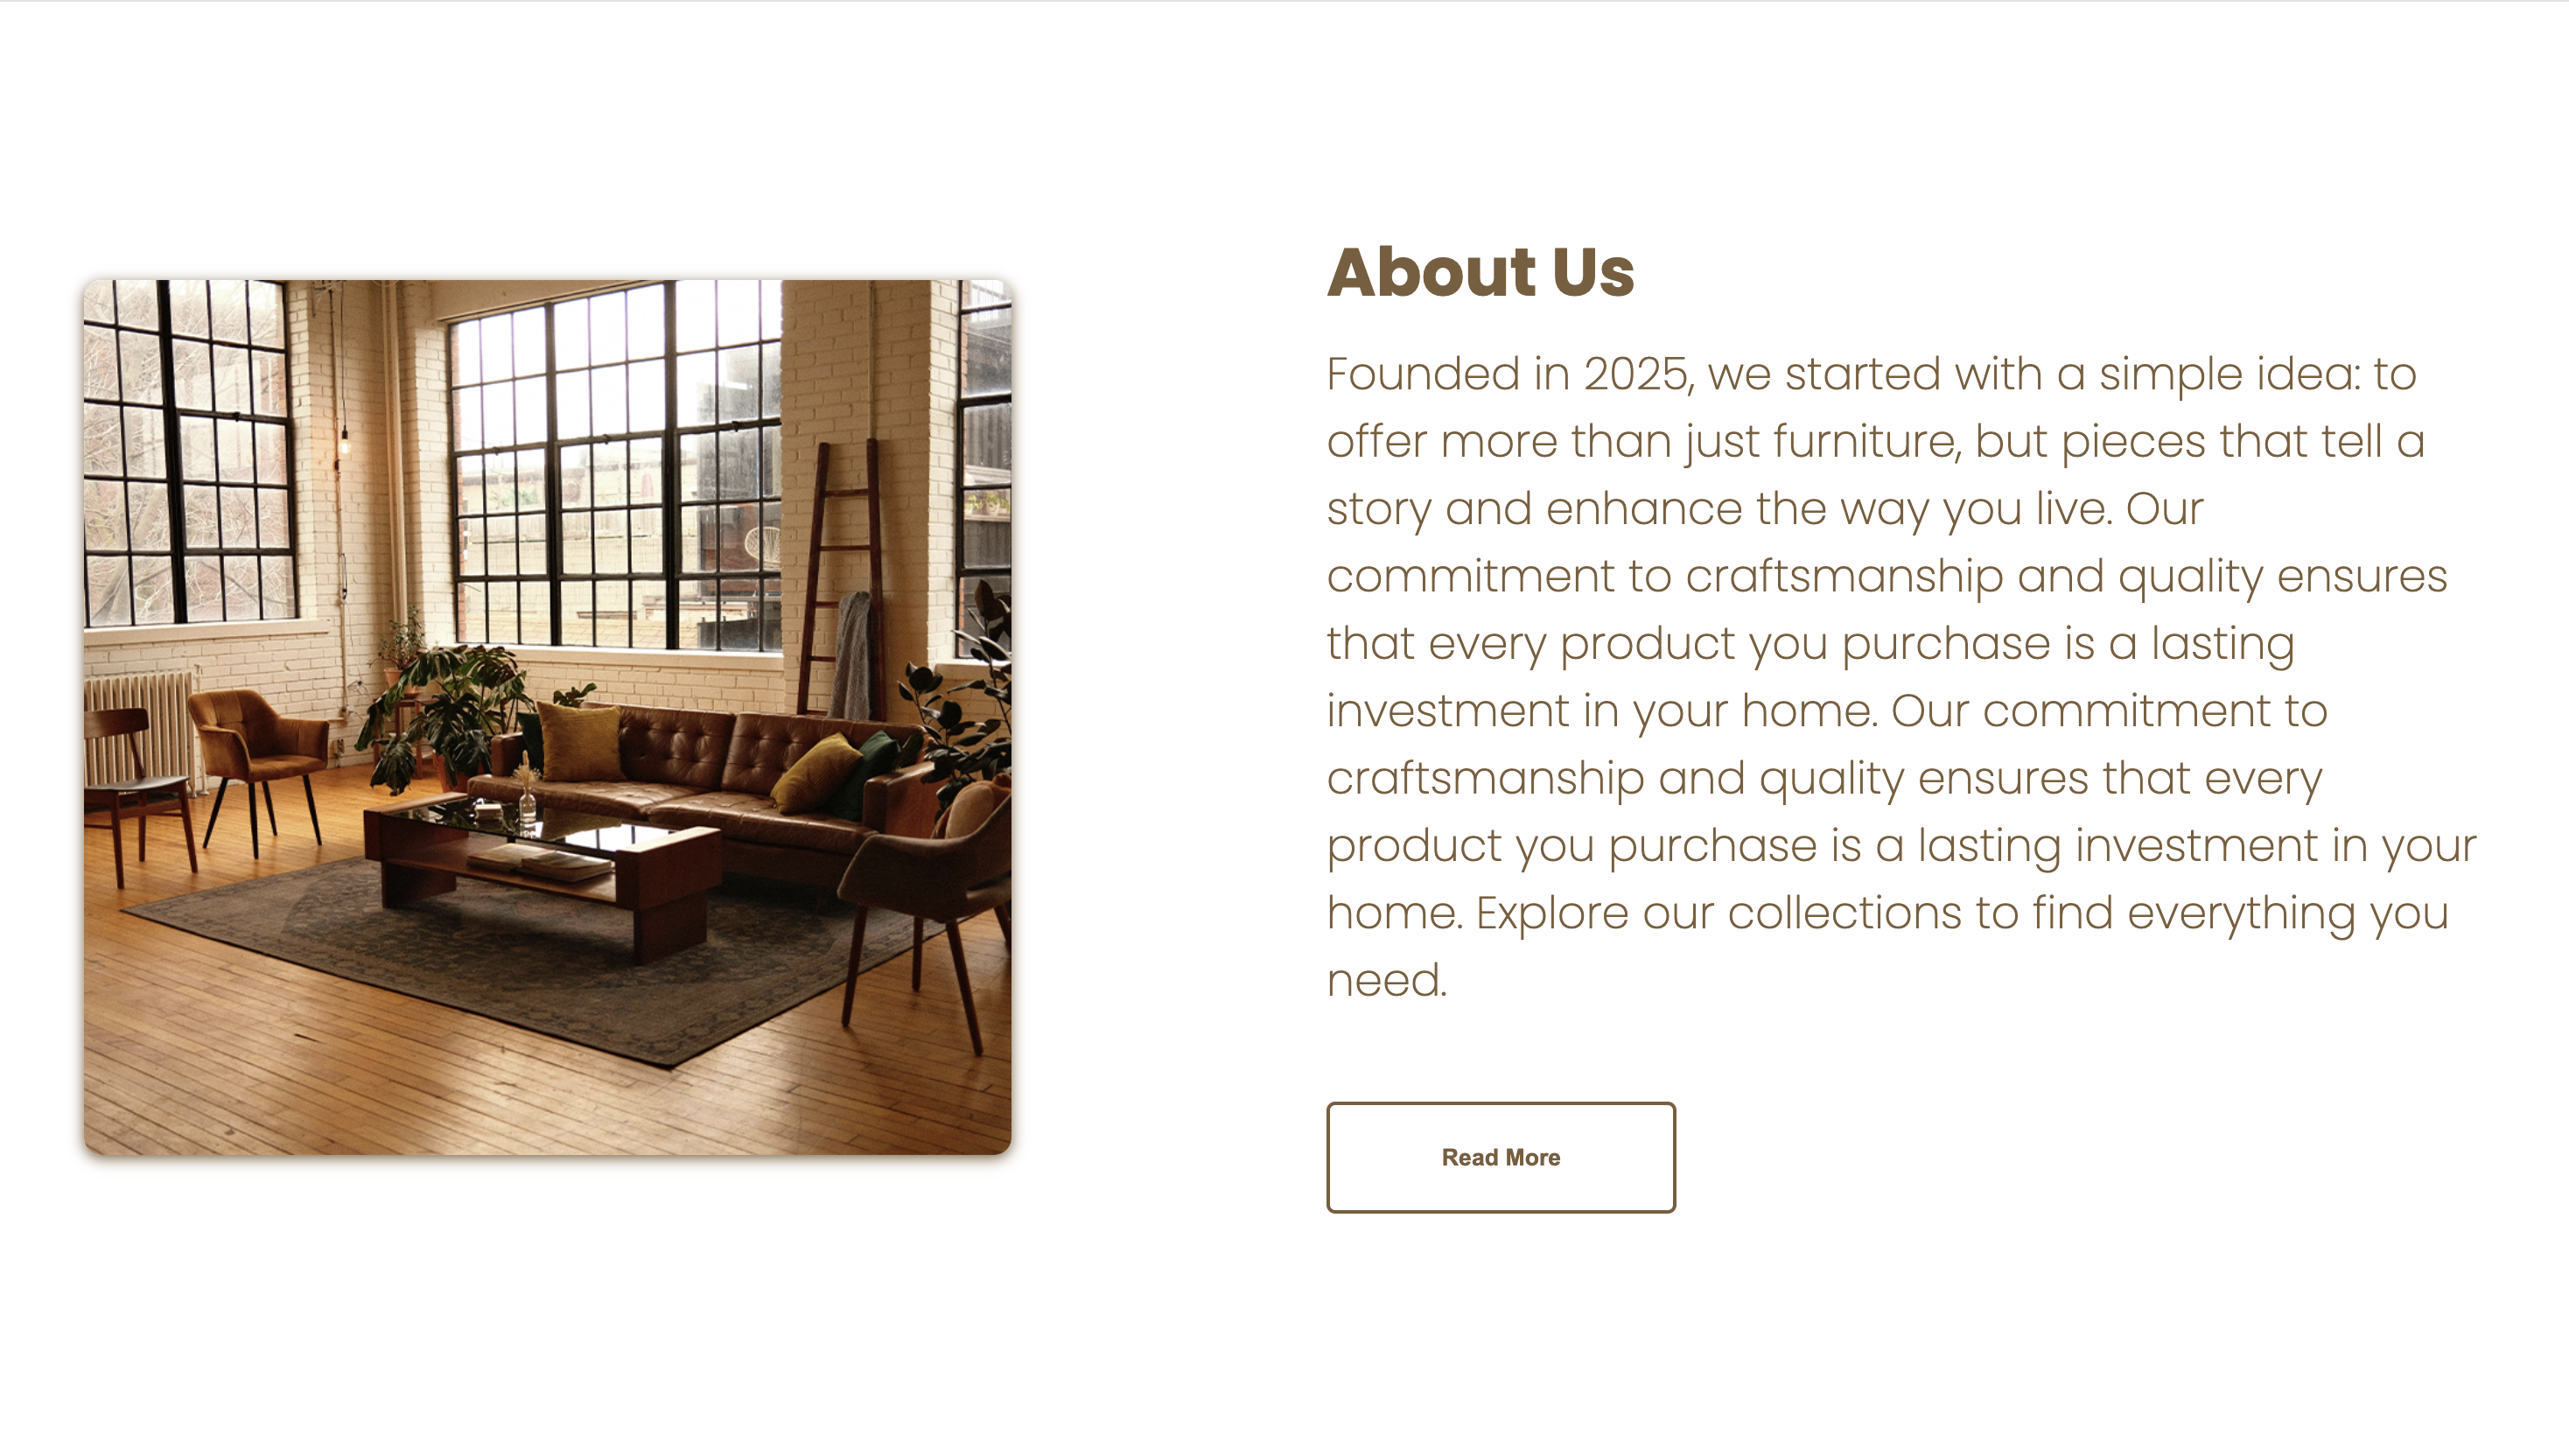 About Us
Founded in 2025, we started with a simple idea: to
offer more than just furniture, but pieces that tell a
story and enhance the way you live. Our
commitment to craftsmanship and quality ensures
that every product you purchase is a lasting
investment in your home. Our commitment to
craftsmanship and quality ensures that every
product you purchase is a lasting investment in your
home. Explore our collections to find everything you
need.
Read More